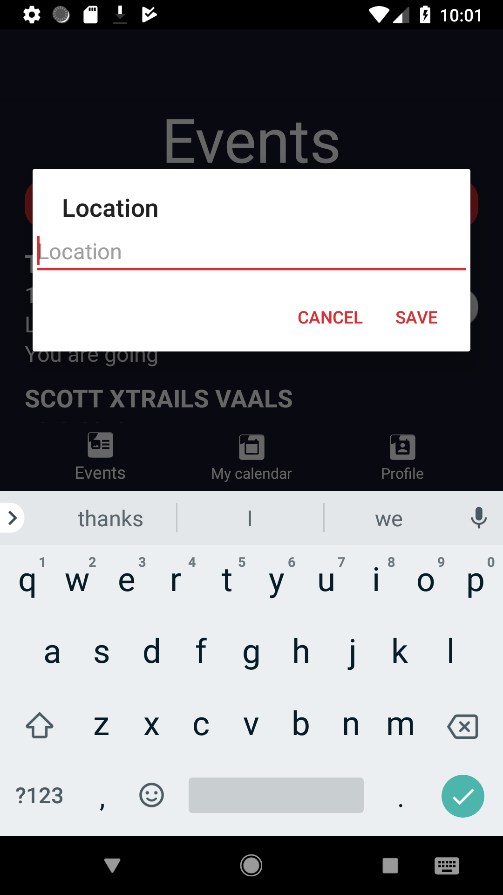 10:01
Events
Location
Location
CANCEL SAVE
You are going
SCOTT XTRAILS VAALS
Events My calendar Profile
thanks I we
1 2 3 4 5 6 7 8 9 0
q w e r t y u i o p
a s d f g h j k l
z x c v b n m
?123 , .